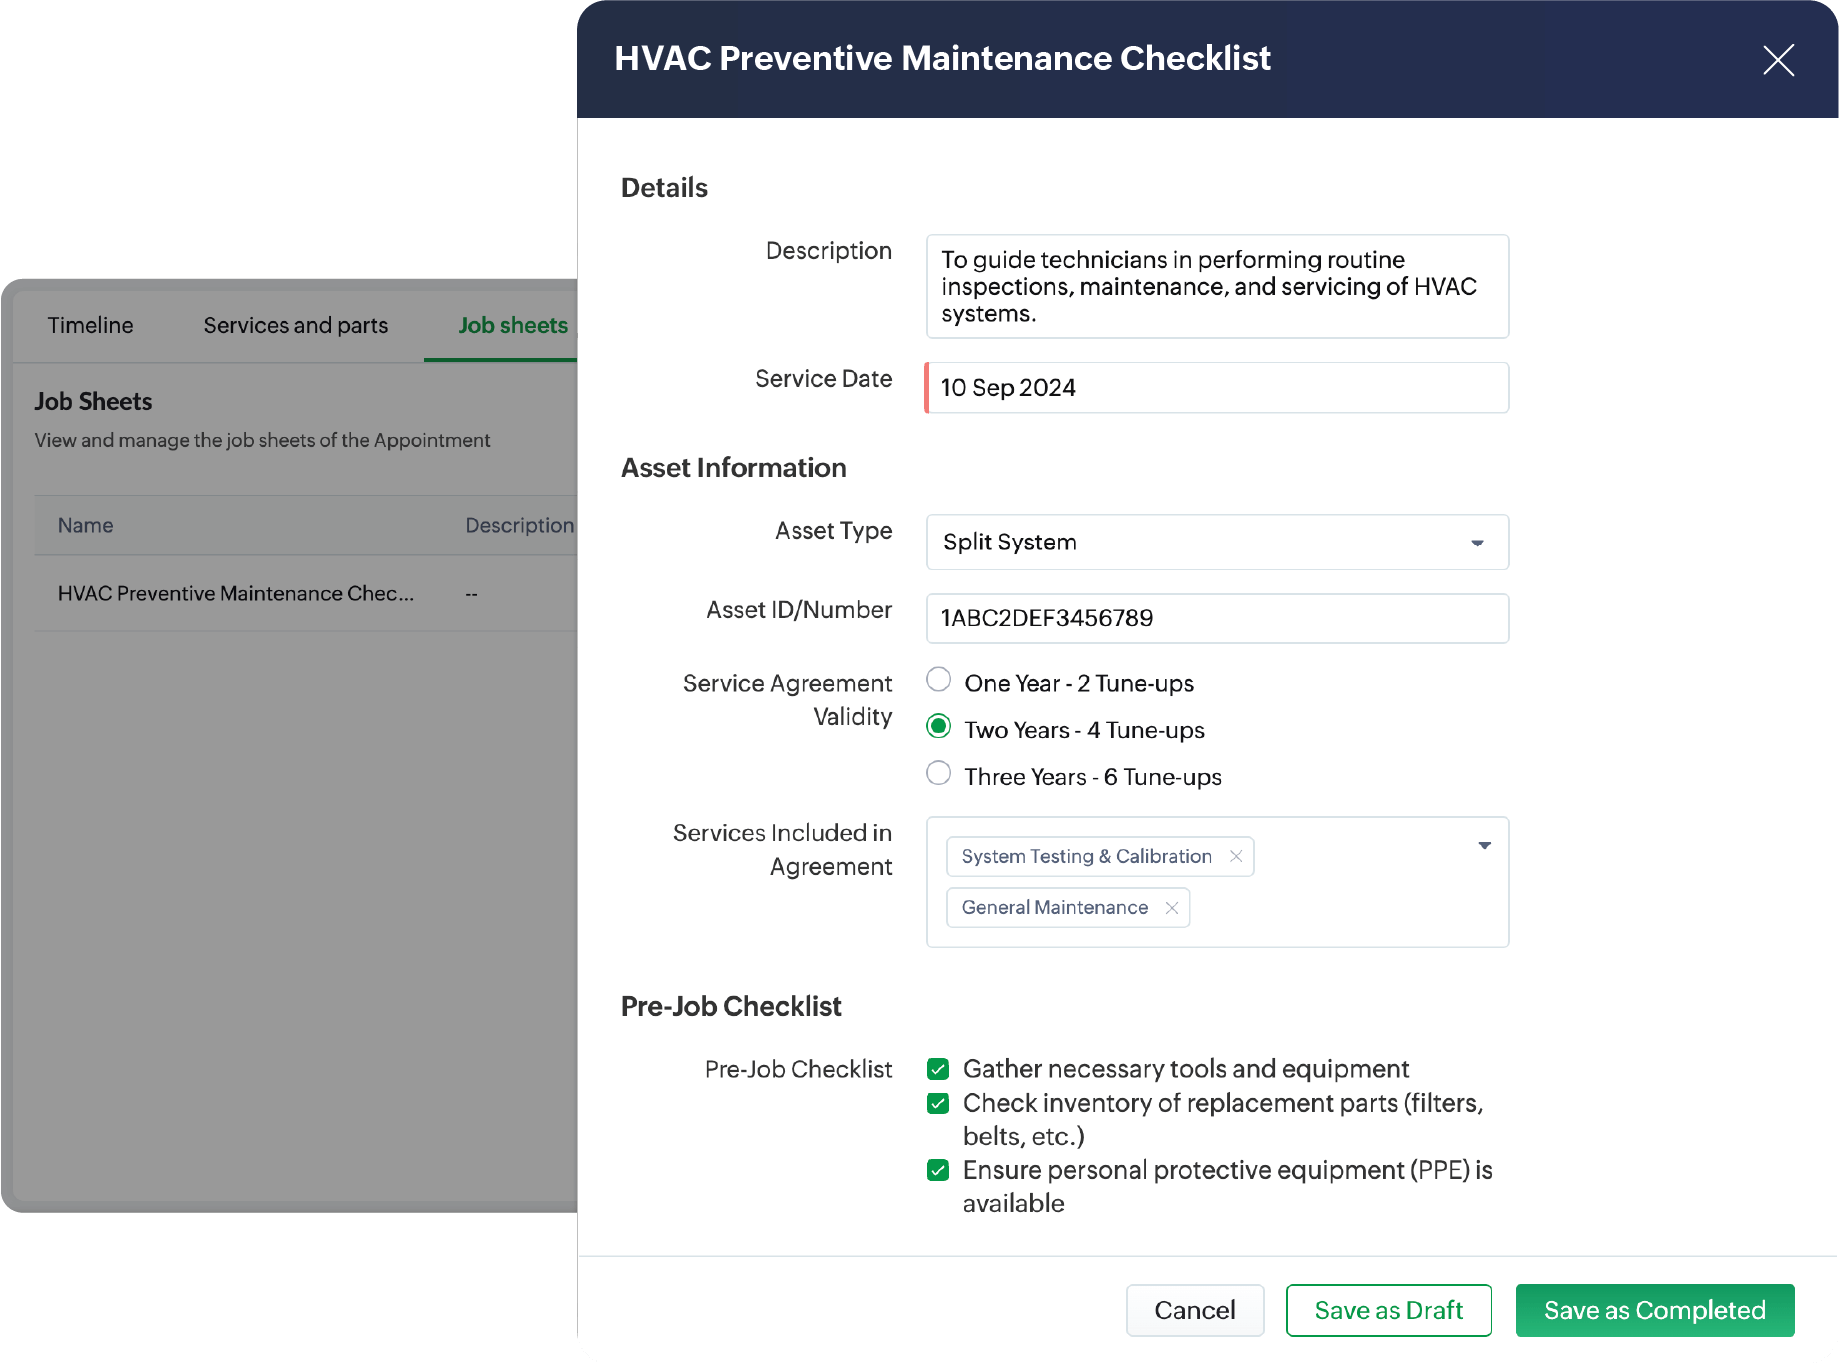 HVAC Preventive Maintenance Checklist
Timeline
Services and parts
Job sheets
Job Sheets
View and manage the job sheets of the Appointment
Name
Description
HVAC Preventive Maintenance Chec...
--
Details
Description
To guide technicians in performing routine
inspections, maintenance, and servicing of HVAC
systems.
Service Date
10 Sep 2024
Asset Information
Asset Type
Split System
Asset ID/Number
1ABC2DEF3456789
Service Agreement
Validity
One Year - 2 Tune-ups
Two Years - 4 Tune-ups
Three Years - 6 Tune-ups
Services Included in
Agreement
System Testing & Calibration
General Maintenance
Pre-Job Checklist
Pre-Job Checklist
Gather necessary tools and equipment
Check inventory of replacement parts (filters,
belts, etc.)
Ensure personal protective equipment (PPE) is
available
Cancel
Save as Draft
Save as Completed